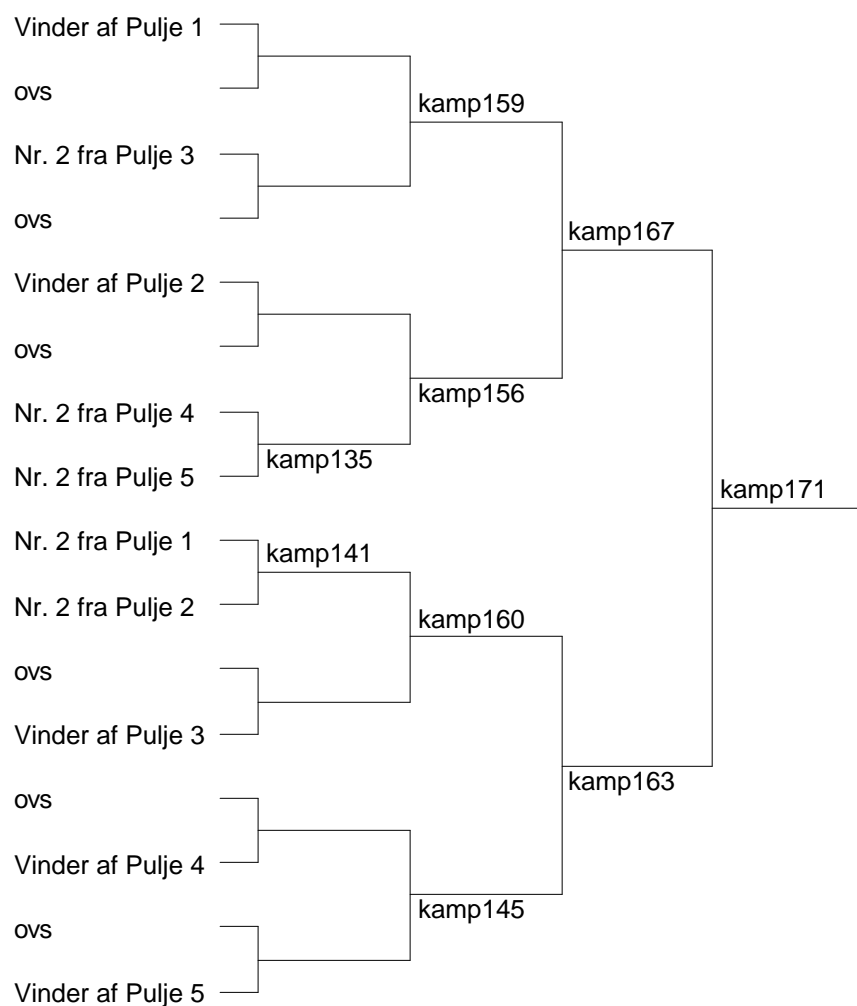 Vinder af Pulje 1
ovs
kamp159
Nr. 2 fra Pulje 3
ovs
kamp167
Vinder af Pulje 2
ovs
kamp156
Nr. 2 fra Pulje 4
kamp135
Nr. 2 fra Pulje 5
kamp171
Nr. 2 fra Pulje 1
kamp141
Nr. 2 fra Pulje 2
kamp160
ovs
Vinder af Pulje 3
kamp163
ovs
Vinder af Pulje 4
kamp145
ovs
Vinder af Pulje 5